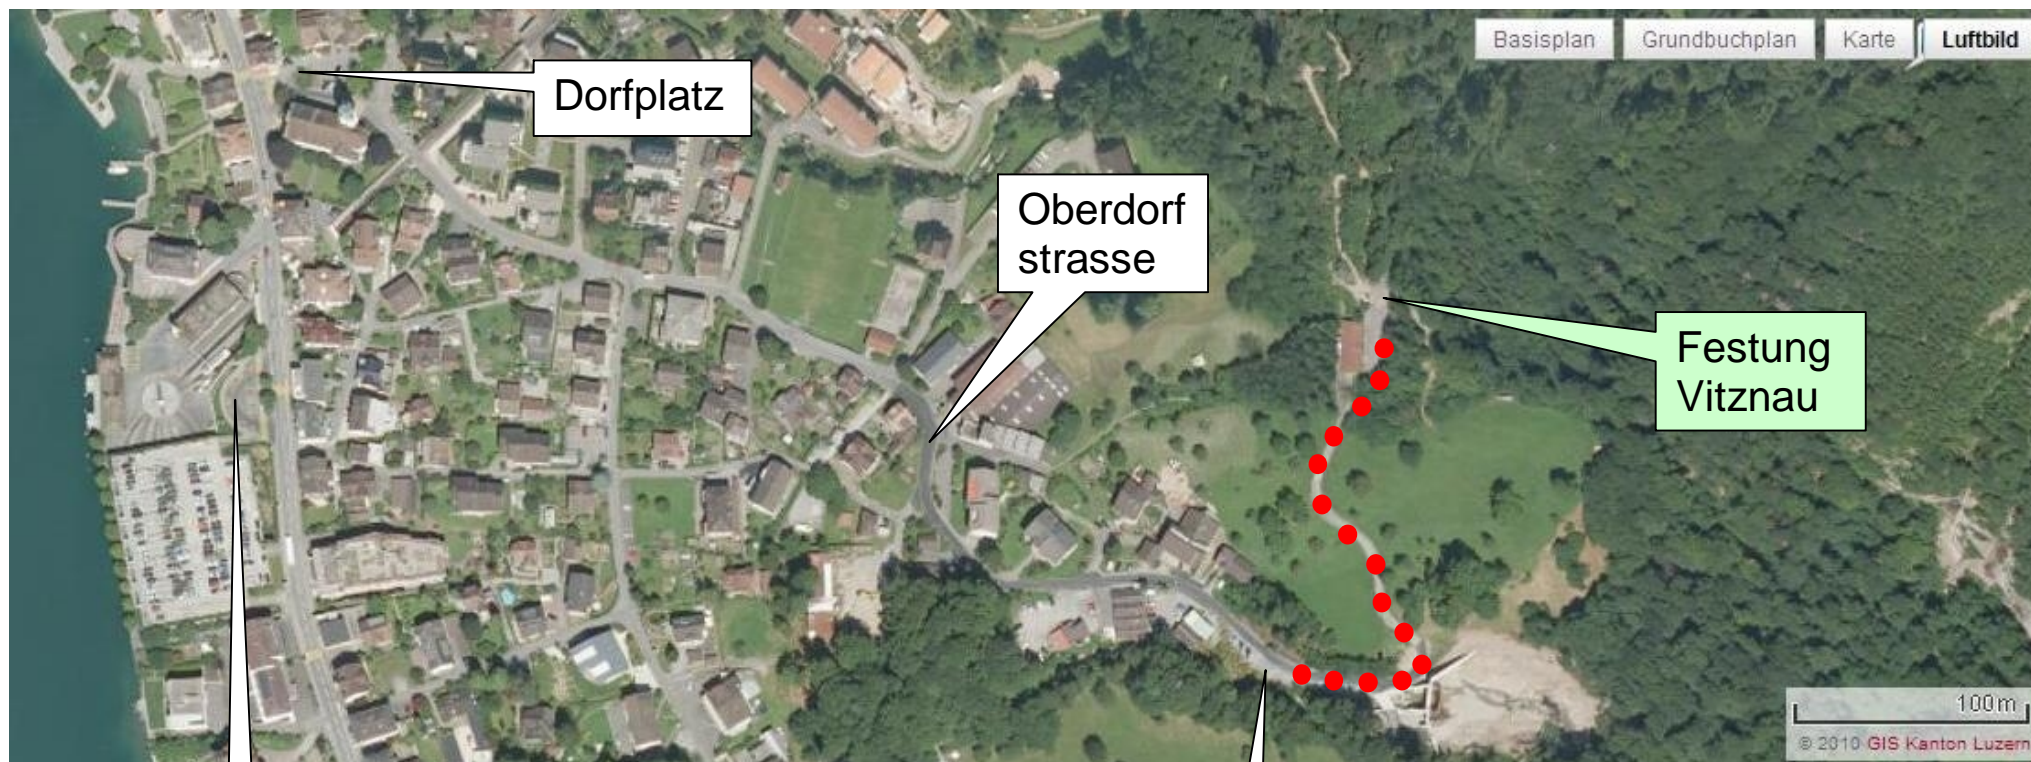 Basisplan
Grundbuchplan
Karte
Luftbild
Dorfplatz
Oberdorf
strasse
Festung
Vitznau
100m
© 2010 GIS Kanton Luzern